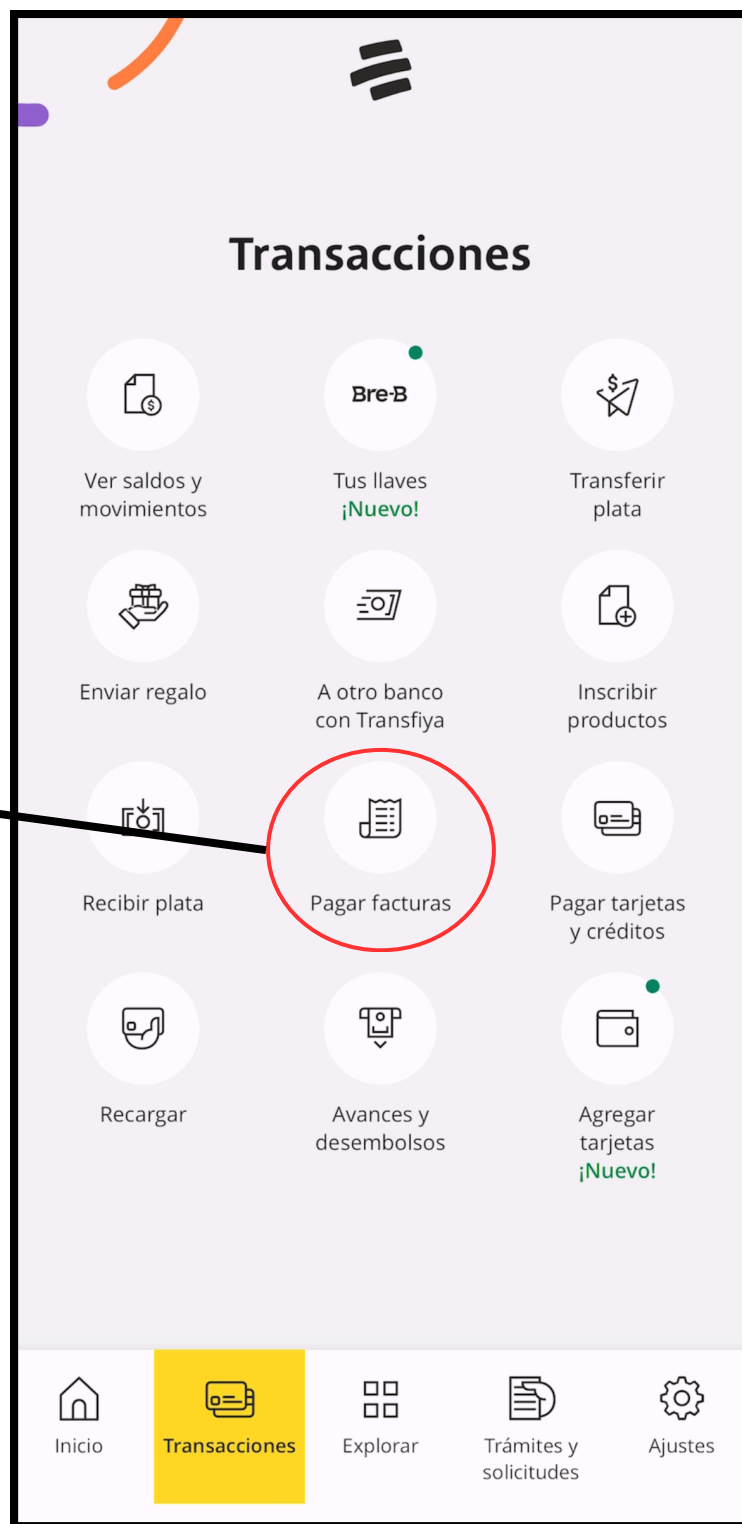 Transacciones
Ver saldos y
movimientos
Bre-B
Tus llaves
¡Nuevo!
Transferir
plata
Enviar regalo
A otro banco
con Transfiya
Inscribir
productos
Recibir plata
Pagar facturas
Pagar tarjetas
y créditos
Recargar
Avances y
desembolsos
Agregar
tarjetas
¡Nuevo!
Inicio
Transacciones
Explorar
Trámites y
solicitudes
Ajustes